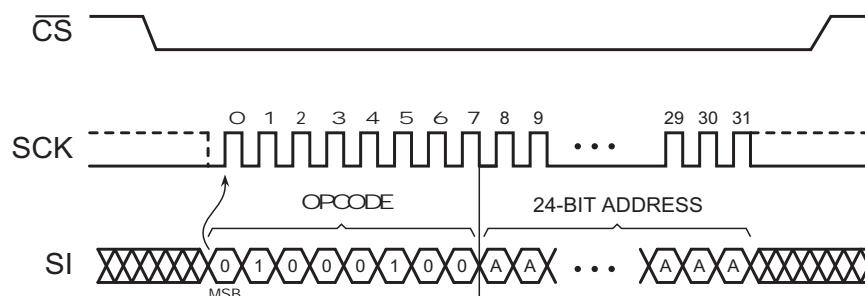 CS
0 1 2 3 4 5 6 7 8 9 29 30 31
SCK
•••
OPCODE 24-BIT ADDRESS
SI
0 1 0 0 0 1 0 0 A A ••• A A A
MSB